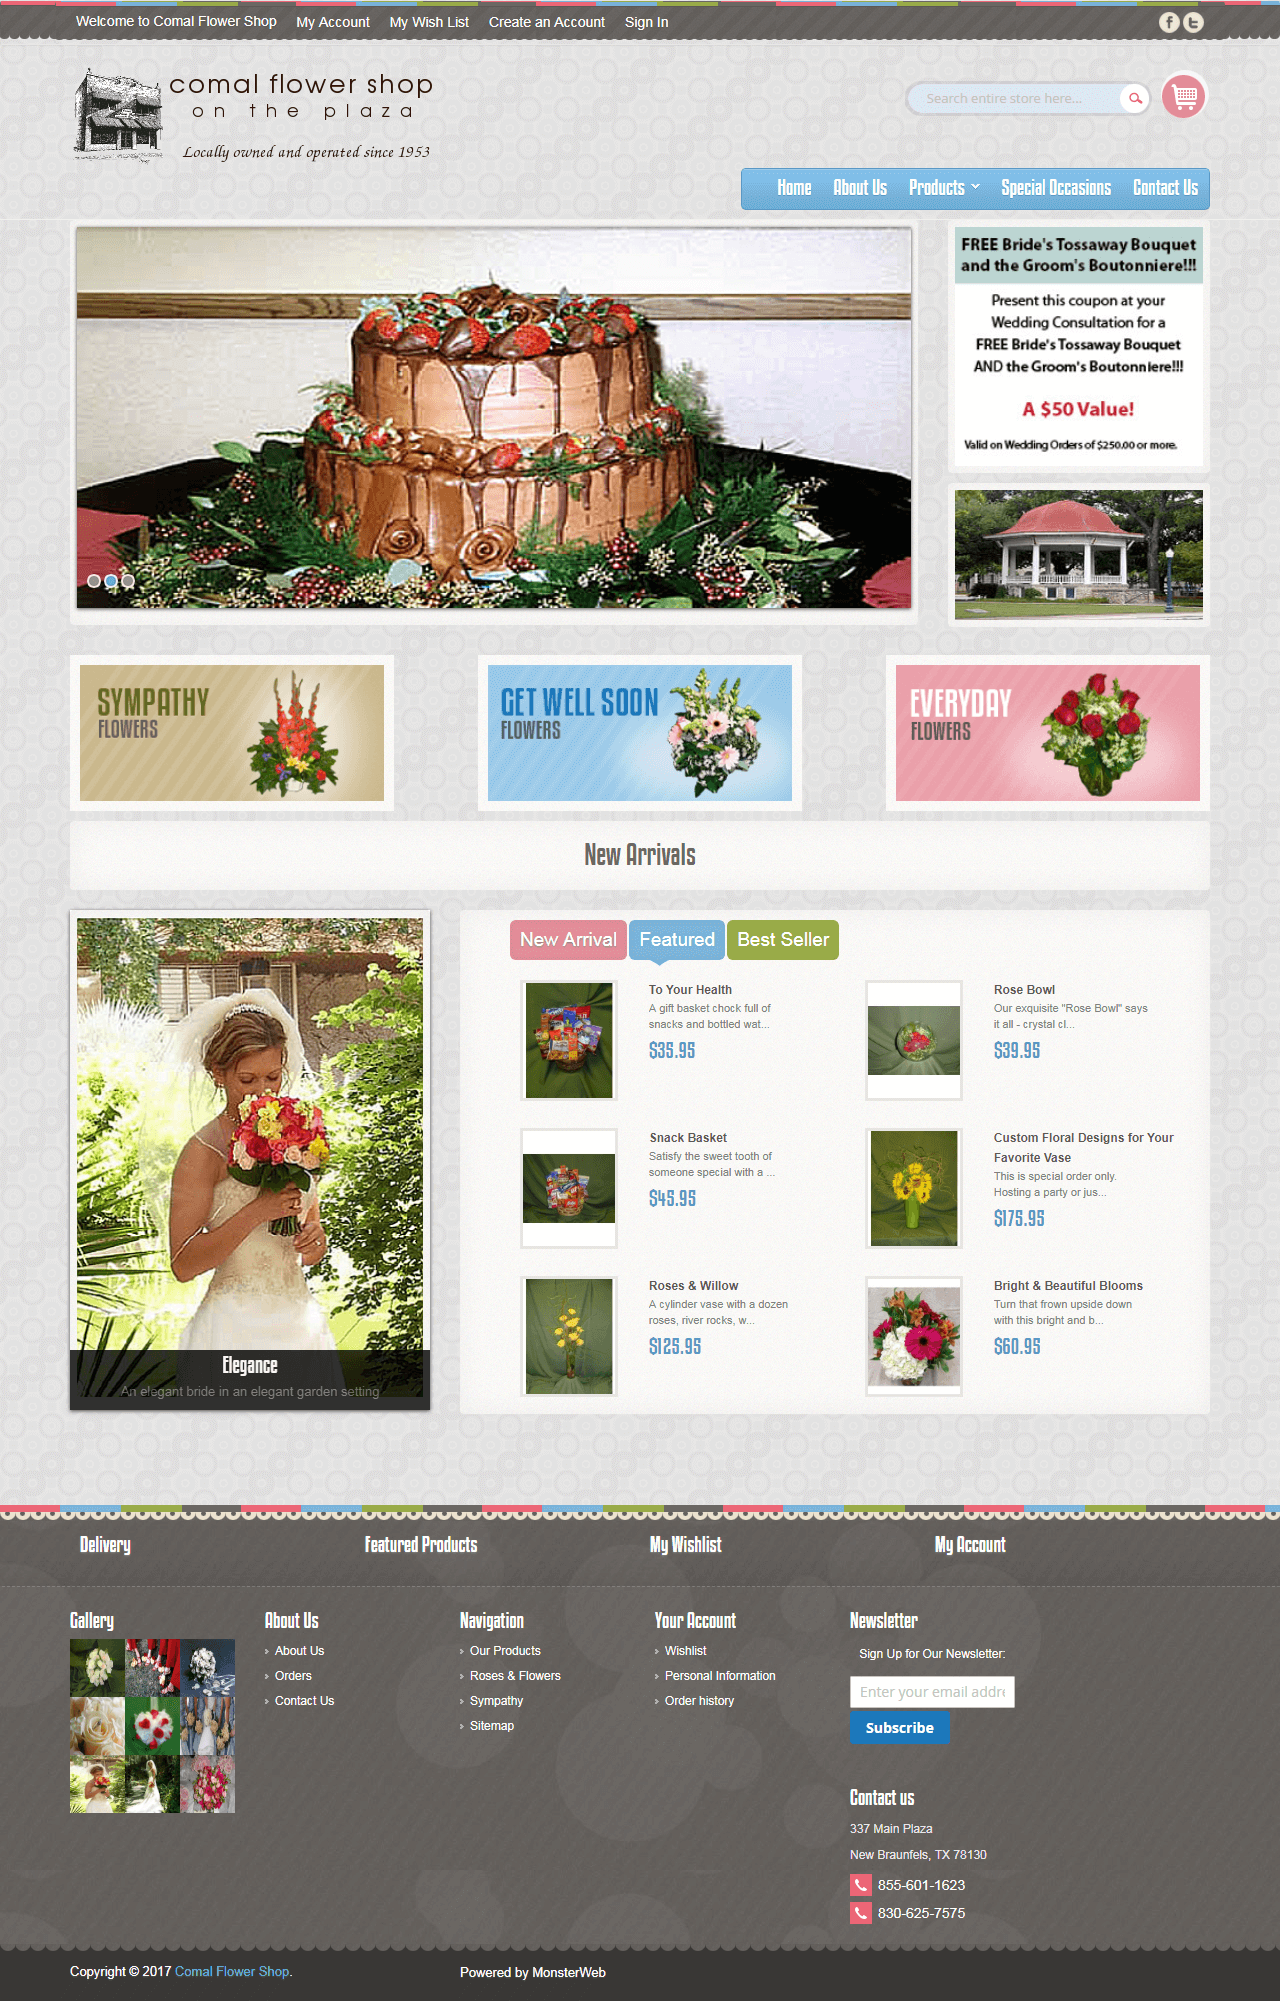 Welcome to Comal Flower Shop My Account My Wish List Create an Account Sign In
comal flower shop
on the plaza
Locally owned and operated since 1953
Search entire store here...
Home About Us Products Special Occasions Contact Us
FREE Bride's Tossaway Bouquet
and the Groom's Boutonniere!!!
Present this coupon at your
Wedding Consultation for a
FREE Bride's Tossaway Bouquet
AND the Groom's Boutonniere!!!
A $50 Value!
Valid on Wedding Orders of $250.00 or more.
SYMPATHY
FLOWERS
GET WELL SOON
FLOWERS
EVERYDAY
FLOWERS
New Arrivals
Elegance
An elegant bride in an elegant garden setting
New Arrival Featured Best Seller
To Your Health
A gift basket chock full of
snacks and bottled wat...
$35.95
Rose Bowl
Our exquisite "Rose Bowl" says
it all - crystal cl...
$39.95
Snack Basket
Satisfy the sweet tooth of
someone special with a ...
$45.95
Custom Floral Designs for Your
Favorite Vase
This is special order only.
Hosting a party or jus...
$175.95
Roses & Willow
A cylinder vase with a dozen
roses, river rocks, w...
$125.95
Bright & Beautiful Blooms
Turn that frown upside down
with this bright and b...
$60.95
Delivery Featured Products My Wishlist My Account
Gallery
About Us
About Us
Orders
Contact Us
Navigation
Our Products
Roses & Flowers
Sympathy
Sitemap
Your Account
Wishlist
Personal Information
Order history
Newsletter
Sign Up for Our Newsletter:
Enter your email addre
Subscribe
Contact us
337 Main Plaza
New Braunfels, TX 78130
855-601-1623
830-625-7575
Copyright © 2017 Comal Flower Shop.
Powered by MonsterWeb